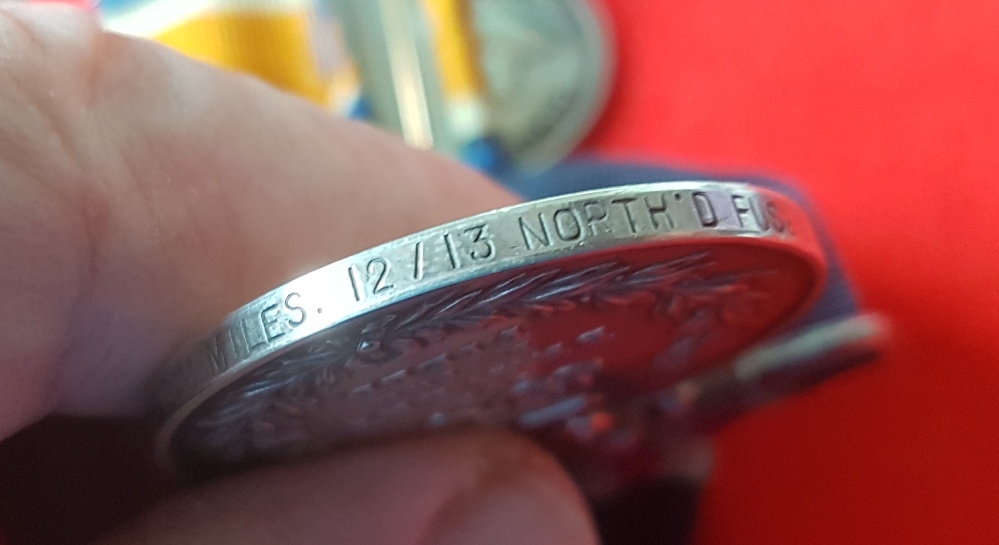 MILES. 12/13 NORTH'D FUS.